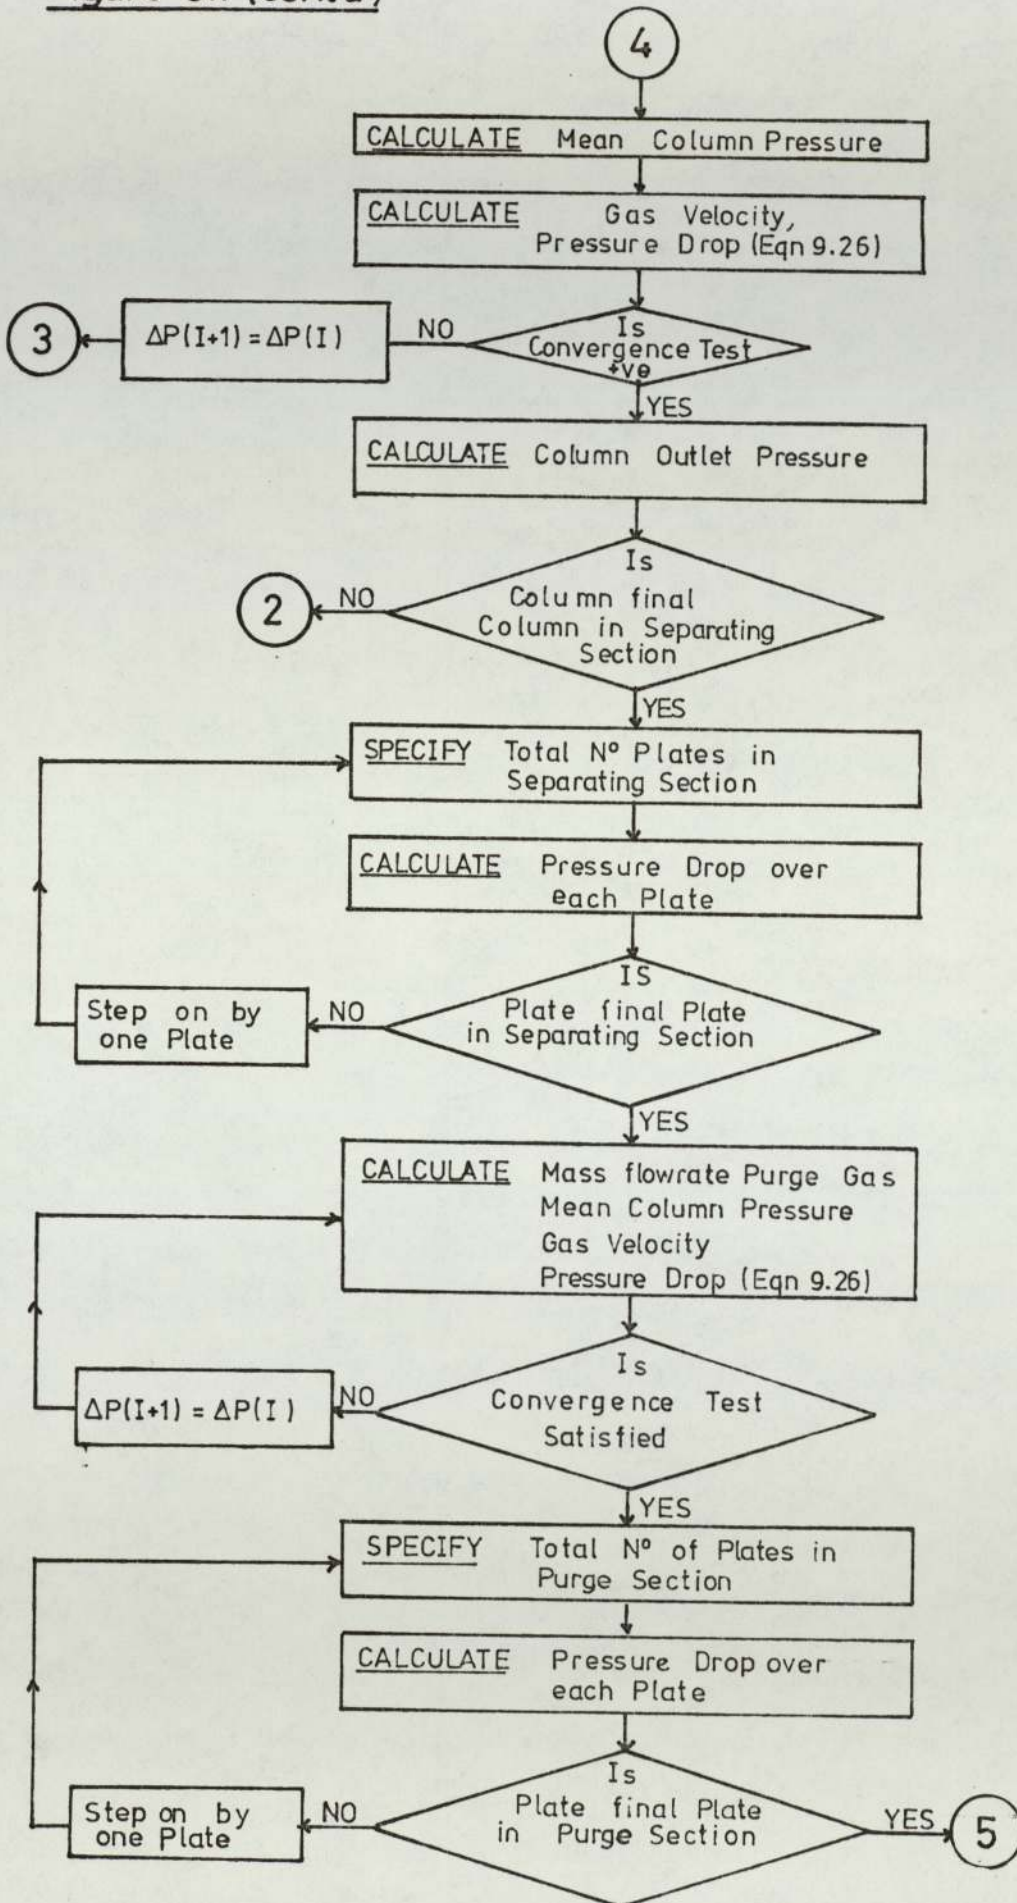 4
CALCULATE Mean Column Pressure
CALCULATE Gas Velocity,
Pressure Drop (Eqn 9.26)
Is
Convergence Test
+ve
NO
ΔP(I+1) = ΔP(I)
3
YES
CALCULATE Column Outlet Pressure
Is
Column final
Column in Separating
Section
NO
2
YES
SPECIFY Total Nº Plates in
Separating Section
CALCULATE Pressure Drop over
each Plate
IS
Plate final Plate
in Separating Section
NO
Step on by
one Plate
YES
CALCULATE Mass flowrate Purge Gas
Mean Column Pressure
Gas Velocity
Pressure Drop (Eqn 9.26)
Is
Convergence Test
Satisfied
NO
ΔP(I+1) = ΔP(I)
YES
SPECIFY Total Nº of Plates in
Purge Section
CALCULATE Pressure Drop over
each Plate
Is
Plate final Plate
in Purge Section
NO
Step on by
one Plate
YES
5